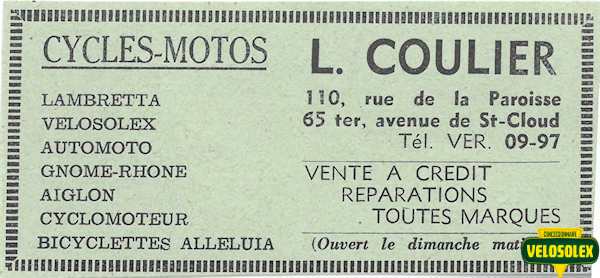 CYCLES-MOTOS
LAMBRETTA
VELOSOLEX
AUTOMOTO
GNOME-RHONE
AIGLON
CYCLOMOTEUR
BICYCLETTES ALLELUIA
L. COULIER
110, rue de la Paroisse
65 ter, avenue de St-Cloud
Tél. VER. 09-97
VENTE A CREDIT
REPARATIONS
TOUTES MARQUES
(Ouvert le dimanche
CONCESSIONNAIRE
VELOSOLEX